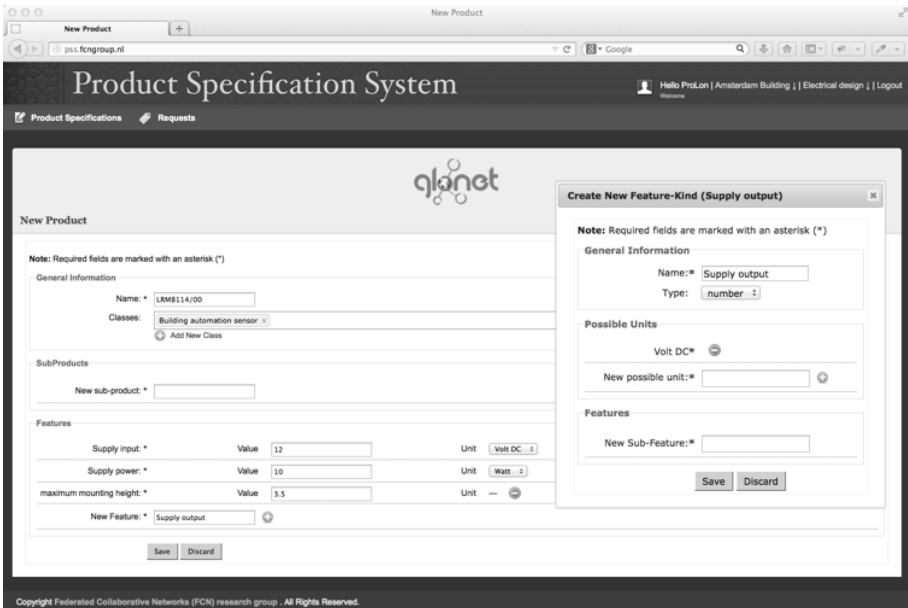 New Product
New Product
pss.fcngroup.nl
Google
Product Specification System
Hello ProLon | Amsterdam Building ↓ | Electrical design ↓ | Logout
Welcome
Product Specifications
Requests
glonet
New Product
Note: Required fields are marked with an asterisk (*)
General Information
Name: * LRM8114/00
Classes: Building automation sensor ×
Add New Class
SubProducts
New sub-product: *
Features
Supply input: * Value 12 Unit Volt DC
Supply power: * Value 10 Unit Watt
maximum mounting height: * Value 3.5 Unit —
New Feature: * Supply output
Save Discard
Create New Feature-Kind (Supply output)
Note: Required fields are marked with an asterisk (*)
General Information
Name:* Supply output
Type: number
Possible Units
Volt DC*
New possible unit:*
Features
New Sub-Feature:*
Save Discard
Copyright Federated Collaborative Networks (FCN) research group . All Rights Reserved.